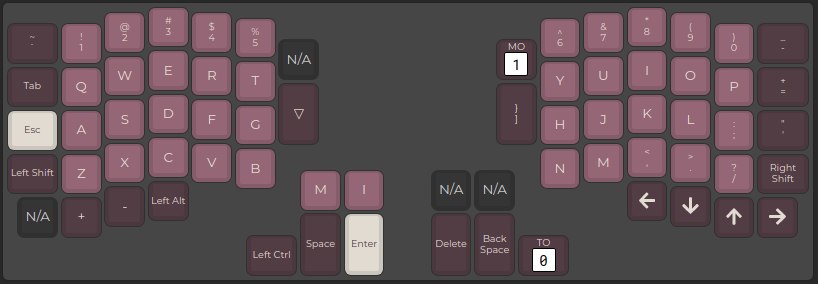 ~ ! @ # $ % ^ & * ( ) _
` 1 2 3 4 5 N/A MO 1 6 7 8 9 0 -
Tab Q W E R T Y U I O P + =
Esc A S D F G ▽ } ] H J K L : ; " '
Left Shift Z X C V B N M < , > . ? / Right Shift
N/A + - Left Alt M I N/A N/A ← ↓ ↑ →
Left Ctrl Space Enter Delete Back Space TO 0